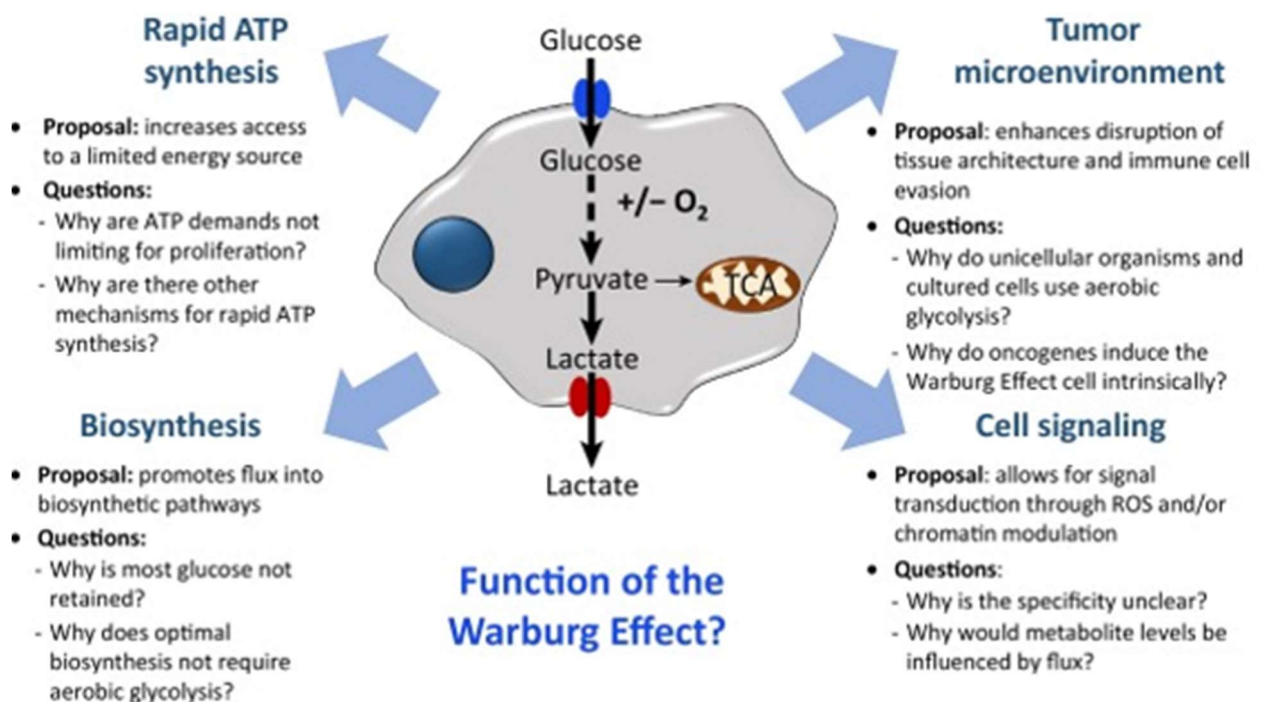 Rapid ATP
synthesis
• Proposal: increases access
to a limited energy source
• Questions:
- Why are ATP demands not
limiting for proliferation?
- Why are there other
mechanisms for rapid ATP
synthesis?
Biosynthesis
• Proposal: promotes flux into
biosynthetic pathways
• Questions:
- Why is most glucose not
retained?
- Why does optimal
biosynthesis not require
aerobic glycolysis?
Glucose
Glucose
+/− O₂
Pyruvate
TCA
Lactate
Lactate
Function of the
Warburg Effect?
Tumor
microenvironment
• Proposal: enhances disruption of
tissue architecture and immune cell
evasion
• Questions:
- Why do unicellular organisms and
cultured cells use aerobic
glycolysis?
- Why do oncogenes induce the
Warburg Effect cell intrinsically?
Cell signaling
• Proposal: allows for signal
transduction through ROS and/or
chromatin modulation
• Questions:
- Why is the specificity unclear?
- Why would metabolite levels be
influenced by flux?